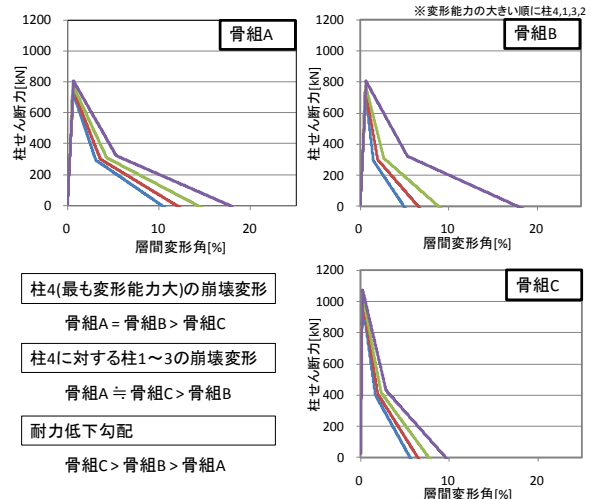 ※変形能力の大きい順に柱4,1,3,2
骨組A
柱せん断力[kN]
1200
1000
800
600
400
200
0
0 10 20
層間変形角[%]
骨組B
柱せん断力[kN]
1200
1000
800
600
400
200
0
0 10 20
層間変形角[%]
柱4(最も変形能力大)の崩壊変形
骨組A = 骨組B > 骨組C
柱4に対する柱1～3の崩壊変形
骨組A ≒ 骨組C > 骨組B
耐力低下勾配
骨組C > 骨組B > 骨組A
骨組C
柱せん断力[kN]
1200
1000
800
600
400
200
0
0 10 20
層間変形角[%]